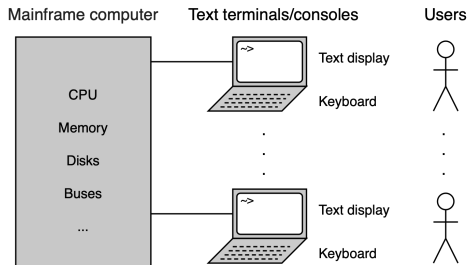 Mainframe computer
Text terminals/consoles
Users
~>
Text display
Keyboard
CPU
Memory
Disks
Buses
...
~>
Text display
Keyboard